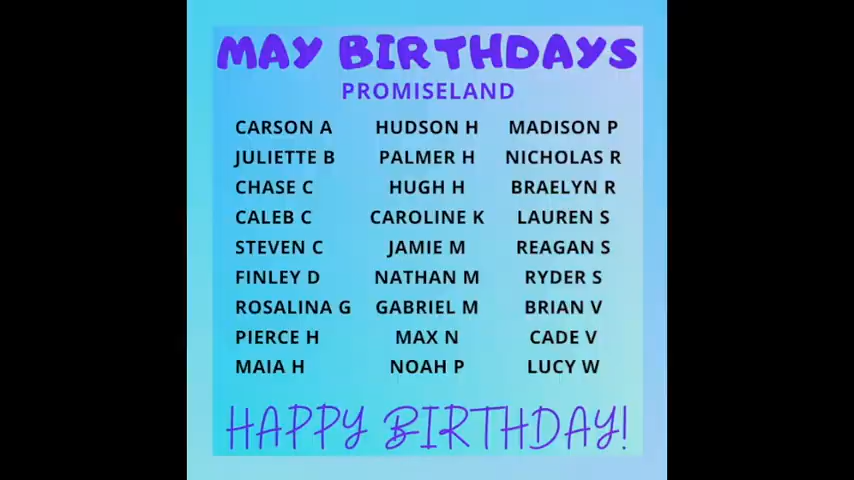 MAY BIRTHDAYS
PROMISELAND
CARSON A
JULIETTE B
CHASE C
CALEB C
STEVEN C
FINLEY D
ROSALINA G
PIERCE H
MAIA H
HUDSON H
PALMER H
HUGH H
CAROLINE K
JAMIE M
NATHAN M
GABRIEL M
MAX N
NOAH P
MADISON P
NICHOLAS R
BRAELYN R
LAUREN S
REAGAN S
RYDER S
BRIAN V
CADE V
LUCY W
HAPPY BIRTHDAY!